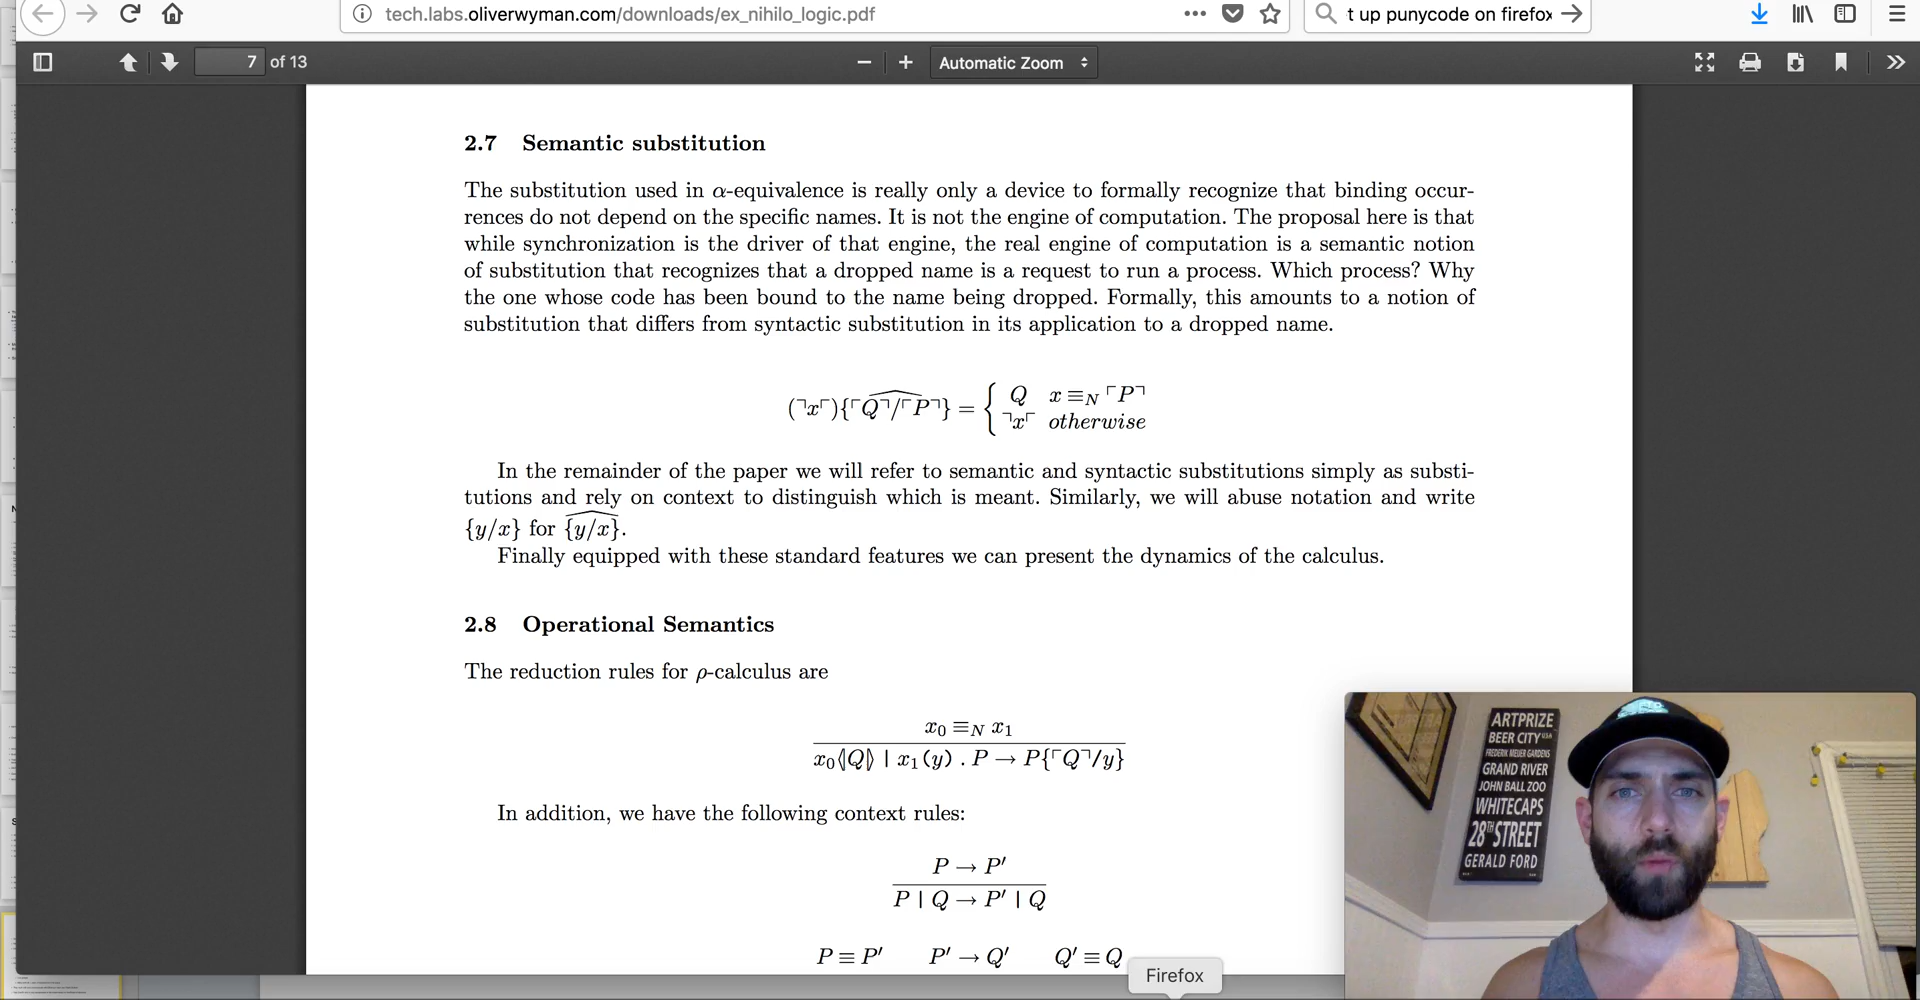 tech.labs.oliverwyman.com/downloads/ex_nihilo_logic.pdf
t up punycode on firefox
7 of 13
Automatic Zoom
2.7 Semantic substitution
The substitution used in α-equivalence is really only a device to formally recognize that binding occur-
rences do not depend on the specific names. It is not the engine of computation. The proposal here is that
while synchronization is the driver of that engine, the real engine of computation is a semantic notion
of substitution that recognizes that a dropped name is a request to run a process. Which process? Why
the one whose code has been bound to the name being dropped. Formally, this amounts to a notion of
substitution that differs from syntactic substitution in its application to a dropped name.
(⌝x⌜){⌜Q⌝/⌜P⌝} = { Q x ≡N ⌜P⌝
⌝x⌜ otherwise
In the remainder of the paper we will refer to semantic and syntactic substitutions simply as substi-
tutions and rely on context to distinguish which is meant. Similarly, we will abuse notation and write
{y/x} for {y/x}.
Finally equipped with these standard features we can present the dynamics of the calculus.
2.8 Operational Semantics
The reduction rules for ρ-calculus are
x0 ≡N x1
x0⦉Q⦊ | x1(y) . P → P{⌜Q⌝/y}
In addition, we have the following context rules:
P → P′
P | Q → P′ | Q
P ≡ P′ P′ → Q′ Q′ ≡ Q
Firefox
ARTPRIZE
BEER CITY USA
FREDERIK MEIJER GARDENS
GRAND RIVER
JOHN BALL ZOO
WHITECAPS
28TH STREET
GERALD FORD